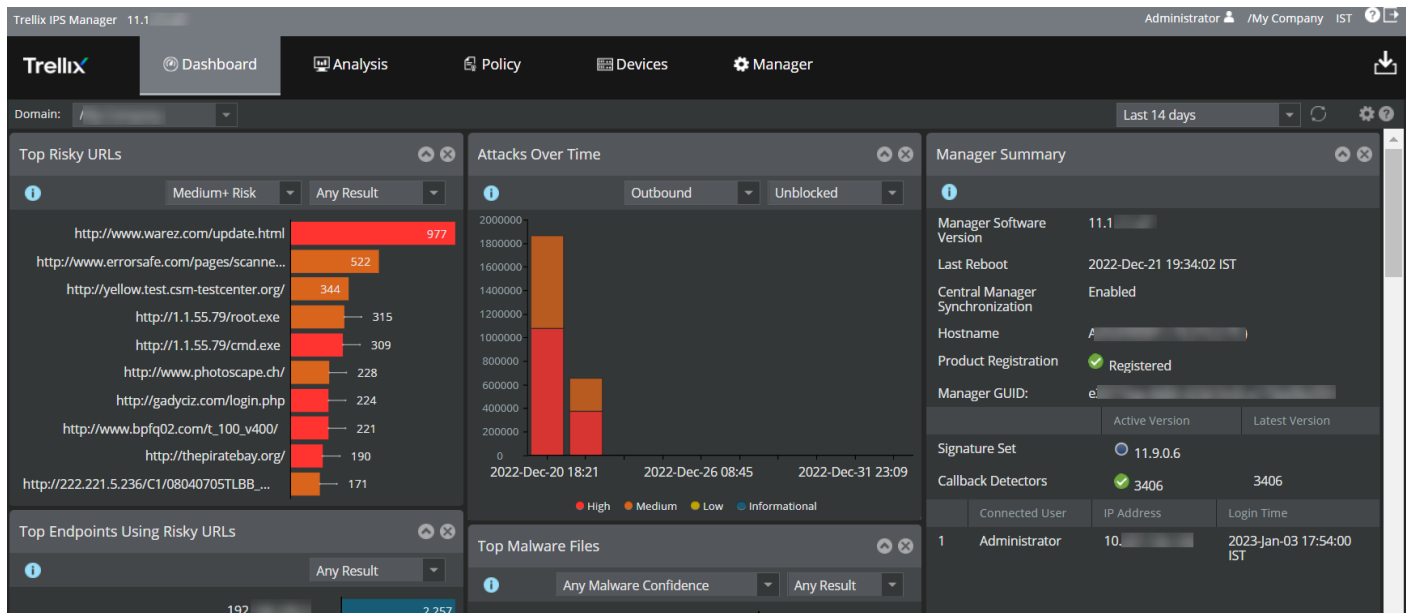 Trellix IPS Manager 11.1
Administrator /My Company IST
Trellix
Dashboard
Analysis
Policy
Devices
Manager
Domain: /
Last 14 days
Top Risky URLs
Medium+ Risk
Any Result
http://www.warez.com/update.html 977
http://www.errorsafe.com/pages/scanne... 522
http://yellow.test.csm-testcenter.org/ 344
http://1.1.55.79/root.exe 315
http://1.1.55.79/cmd.exe 309
http://www.photoscape.ch/ 228
http://gadyciz.com/login.php 224
http://www.bpfq02.com/t_100_v400/ 221
http://thepiratebay.org/ 190
http://222.221.5.236/C1/08040705TLBB_... 171
Top Endpoints Using Risky URLs
Any Result
192 2,257
Attacks Over Time
Outbound
Unblocked
2000000
1800000
1600000
1400000
1200000
1000000
800000
600000
400000
200000
0
2022-Dec-20 18:21 2022-Dec-26 08:45 2022-Dec-31 23:09
High Medium Low Informational
Top Malware Files
Any Malware Confidence
Any Result
Manager Summary
Manager Software
Version
11.1
Last Reboot 2022-Dec-21 19:34:02 IST
Central Manager
Synchronization
Enabled
Hostname A
Product Registration Registered
Manager GUID:
Active Version Latest Version
Signature Set 11.9.0.6
Callback Detectors 3406 3406
Connected User IP Address Login Time
1 Administrator 10. 2023-Jan-03 17:54:00
IST